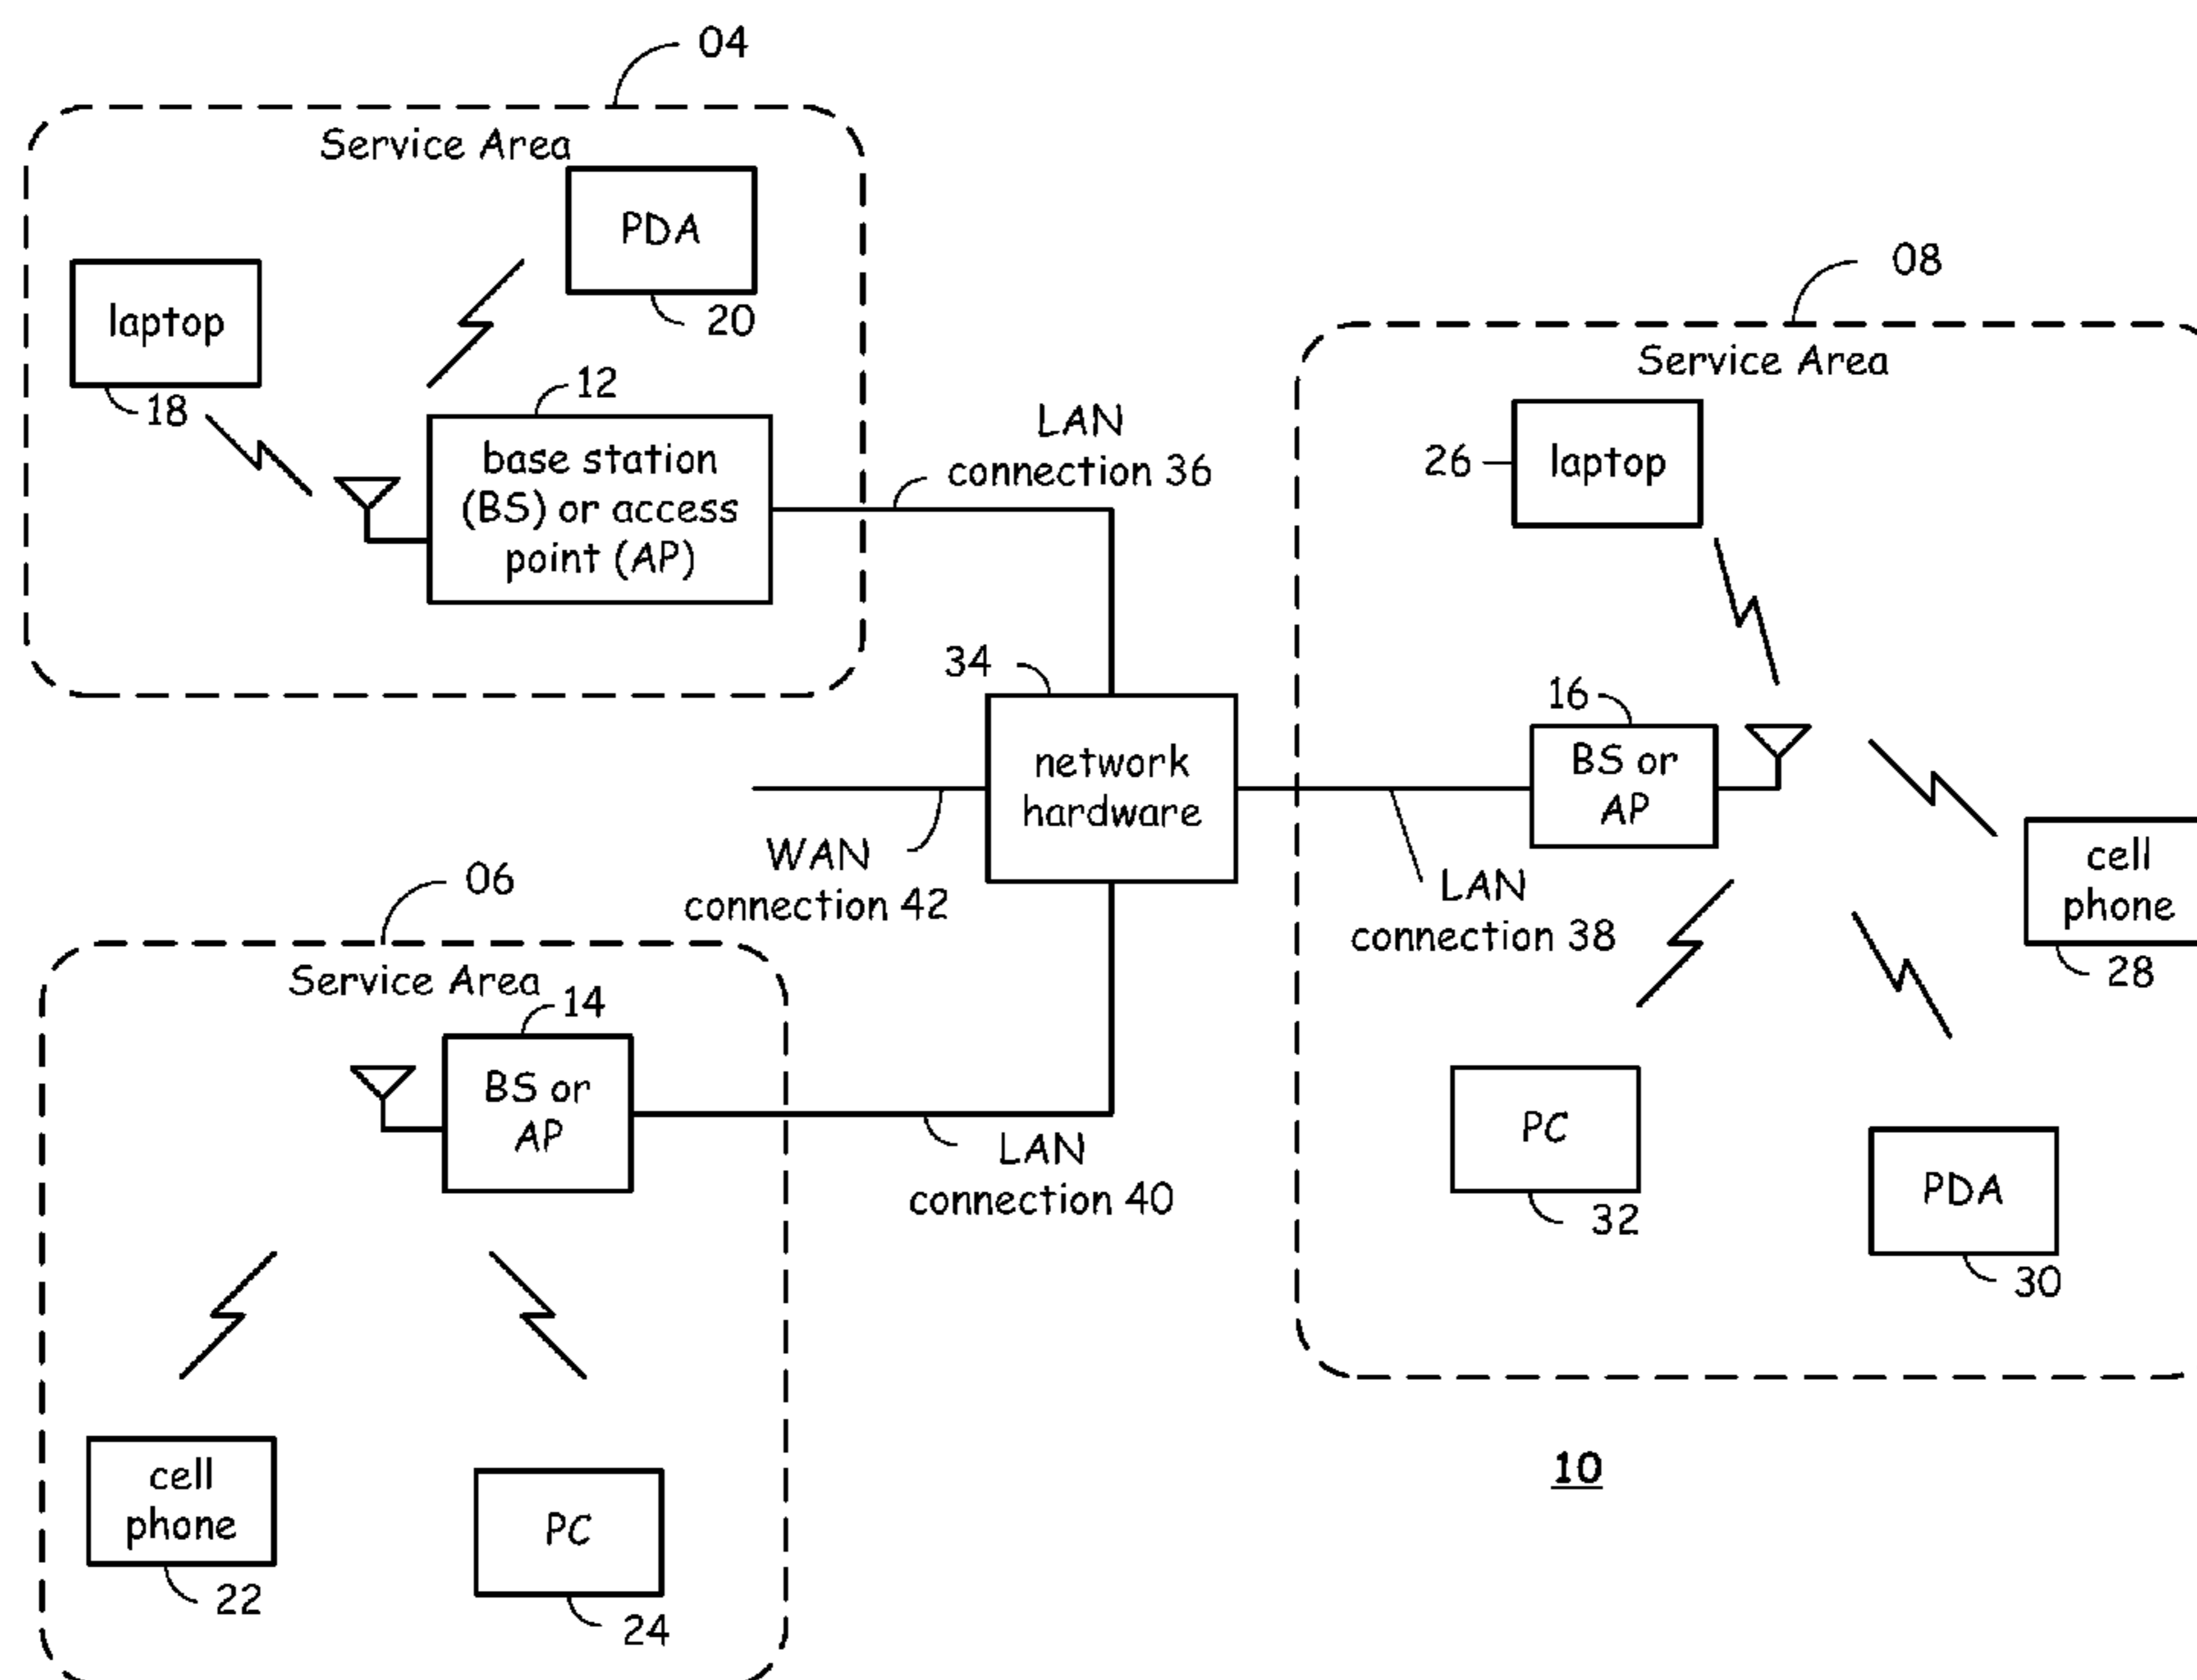 04
Service Area
PDA
20
laptop
18
12
base station
(BS) or access
point (AP)
LAN
connection 36
08
Service Area
26
laptop
34
network
hardware
16
BS or
AP
WAN
connection 42
LAN
connection 38
cell
phone
28
PC
32
PDA
30
06
Service Area
14
BS or
AP
LAN
connection 40
cell
phone
22
PC
24
10